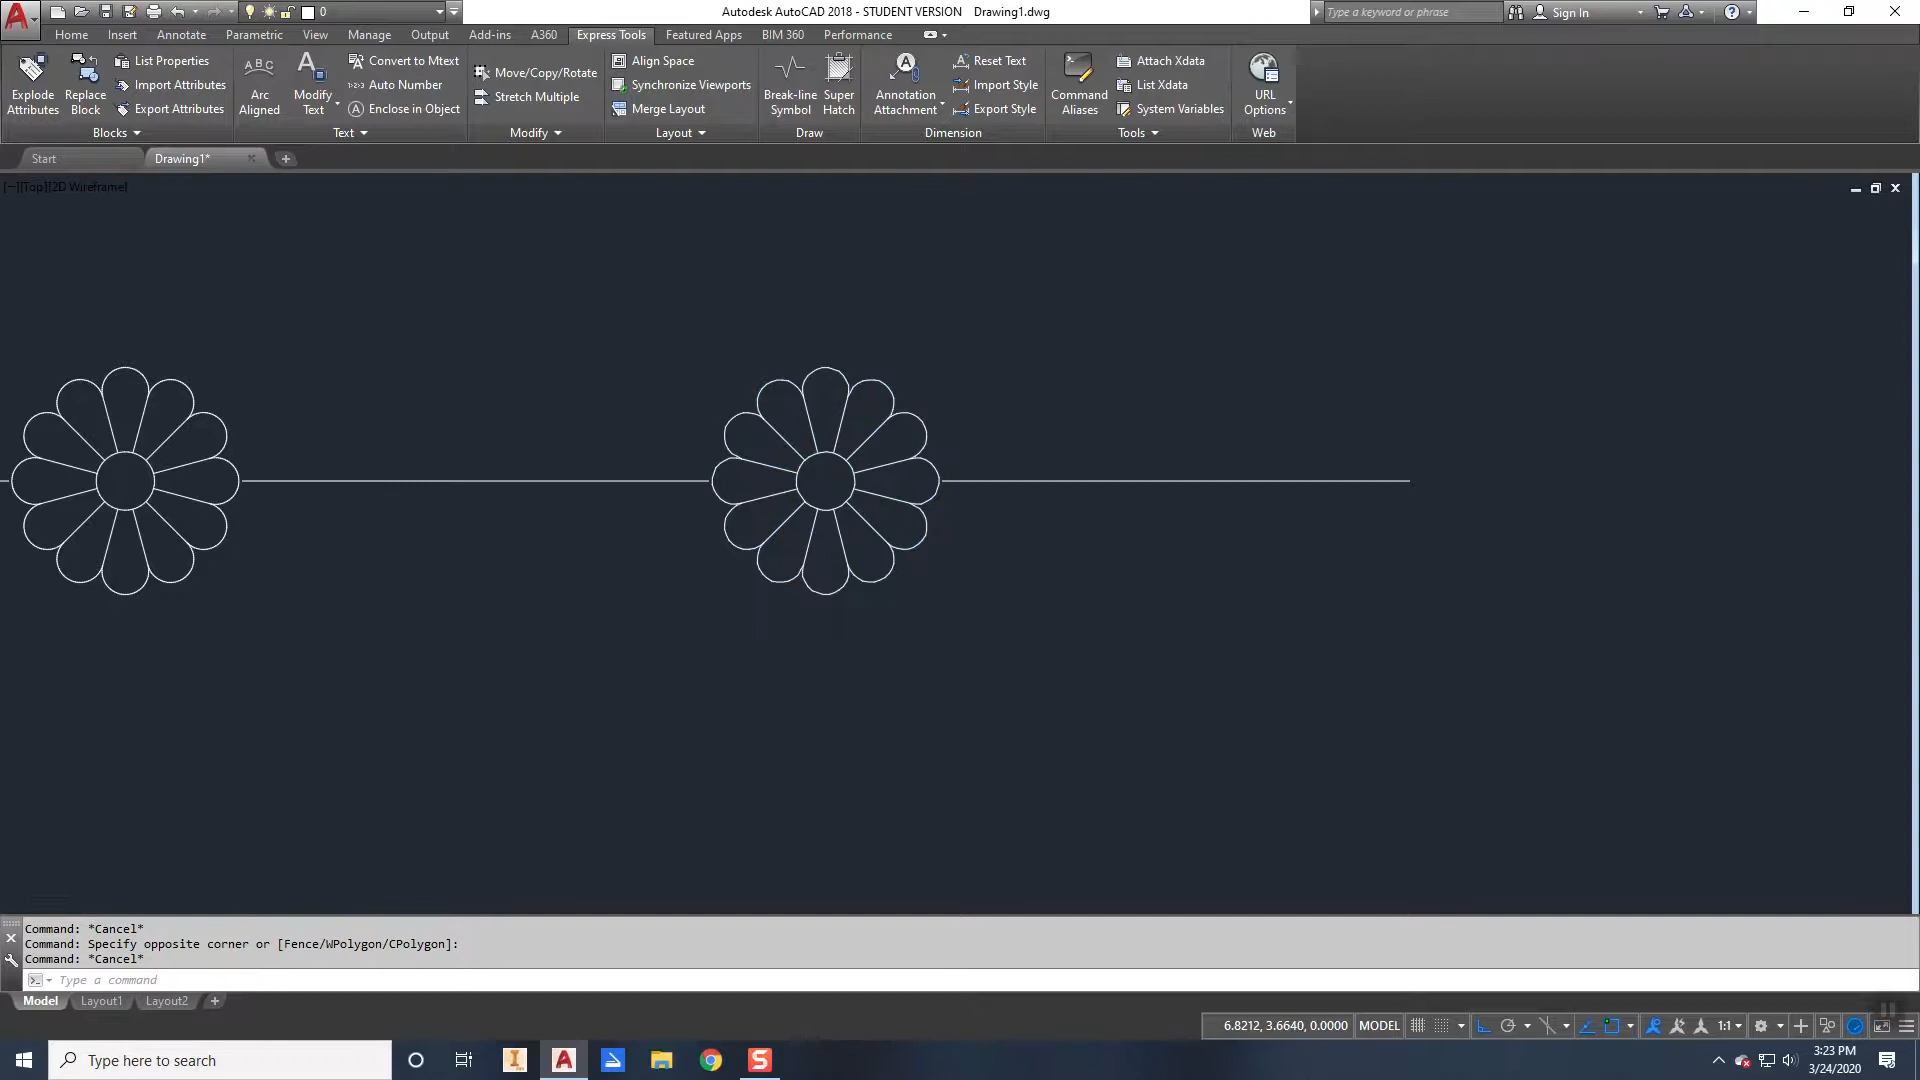 0
Autodesk AutoCAD 2018 - STUDENT VERSION Drawing1.dwg
Type a keyword or phrase
Sign In
Home Insert Annotate Parametric View Manage Output Add-ins A360 Express Tools Featured Apps BIM 360 Performance
Explode Attributes
Replace Block
List Properties
Import Attributes
Export Attributes
Blocks
ABC
Arc Aligned
Modify Text
Convert to Mtext
Auto Number
Enclose in Object
Text
Move/Copy/Rotate
Stretch Multiple
Modify
Align Space
Synchronize Viewports
Merge Layout
Layout
Break-line Symbol
Super Hatch
Draw
Annotation Attachment
Reset Text
Import Style
Export Style
Dimension
Command Aliases
Attach Xdata
List Xdata
System Variables
Tools
URL Options
Web
Start
Drawing1*
[−][Top][2D Wireframe]
Command: *Cancel*
Command: Specify opposite corner or [Fence/WPolygon/CPolygon]:
Command: *Cancel*
Type a command
Model Layout1 Layout2
6.8212, 3.6640, 0.0000 MODEL 1:1
Type here to search
3:23 PM
3/24/2020